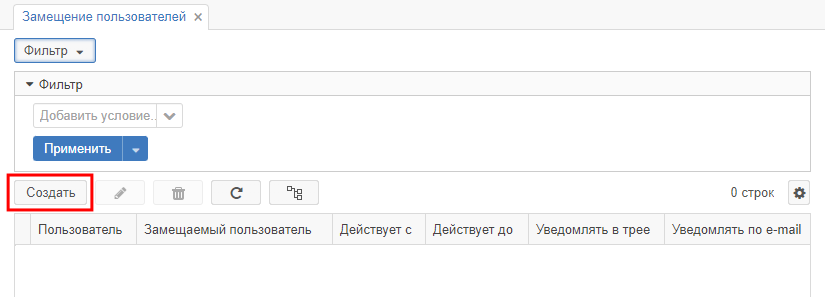 Замещение пользователей
Фильтр
Фильтр
Добавить условие..
Применить
Создать
0 строк
Пользователь Замещаемый пользователь Действует с Действует до Уведомлять в трее Уведомлять по e-mail